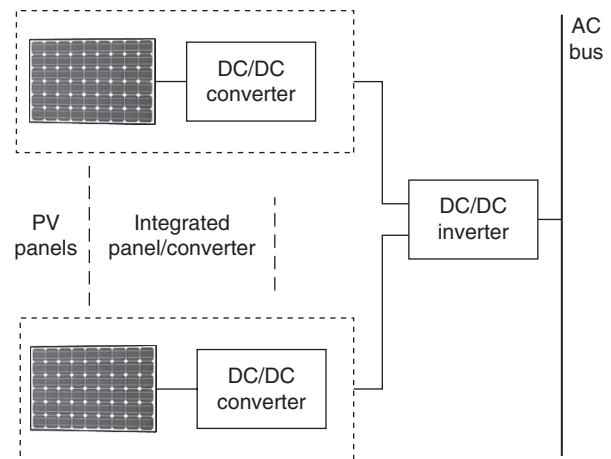 DC/DC
converter
AC
bus
PV
panels
Integrated
panel/converter
DC/DC
inverter
DC/DC
converter